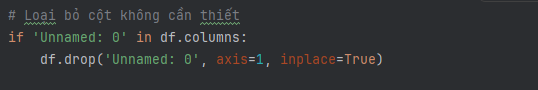 # Loại bỏ cột không cần thiết
if 'Unnamed: 0' in df.columns:
    df.drop('Unnamed: 0', axis=1, inplace=True)